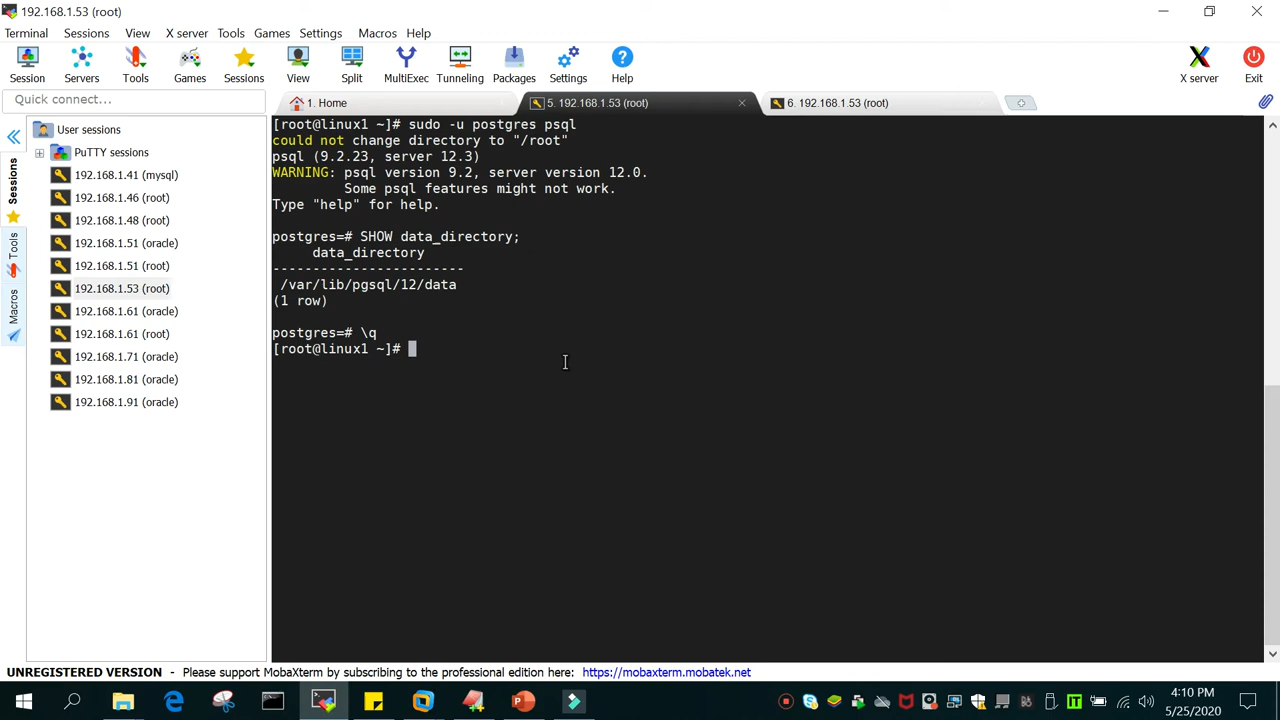 192.168.1.53 (root)
Terminal Sessions View X server Tools Games Settings Macros Help
Session Servers Tools Games Sessions View Split MultiExec Tunneling Packages Settings Help X server Exit
Quick connect...
1. Home
5. 192.168.1.53 (root)
6. 192.168.1.53 (root)
Sessions
Tools
Macros
User sessions
PuTTY sessions
192.168.1.41 (mysql)
192.168.1.46 (root)
192.168.1.48 (root)
192.168.1.51 (oracle)
192.168.1.51 (root)
192.168.1.53 (root)
192.168.1.61 (oracle)
192.168.1.61 (root)
192.168.1.71 (oracle)
192.168.1.81 (oracle)
192.168.1.91 (oracle)
[root@linux1 ~]# sudo -u postgres psql
could not change directory to "/root"
psql (9.2.23, server 12.3)
WARNING: psql version 9.2, server version 12.0.
Some psql features might not work.
Type "help" for help.
postgres=# SHOW data_directory;
data_directory
------------------------
/var/lib/pgsql/12/data
(1 row)
postgres=# \q
[root@linux1 ~]#
UNREGISTERED VERSION - Please support MobaXterm by subscribing to the professional edition here: https://mobaxterm.mobatek.net
4:10 PM
5/25/2020